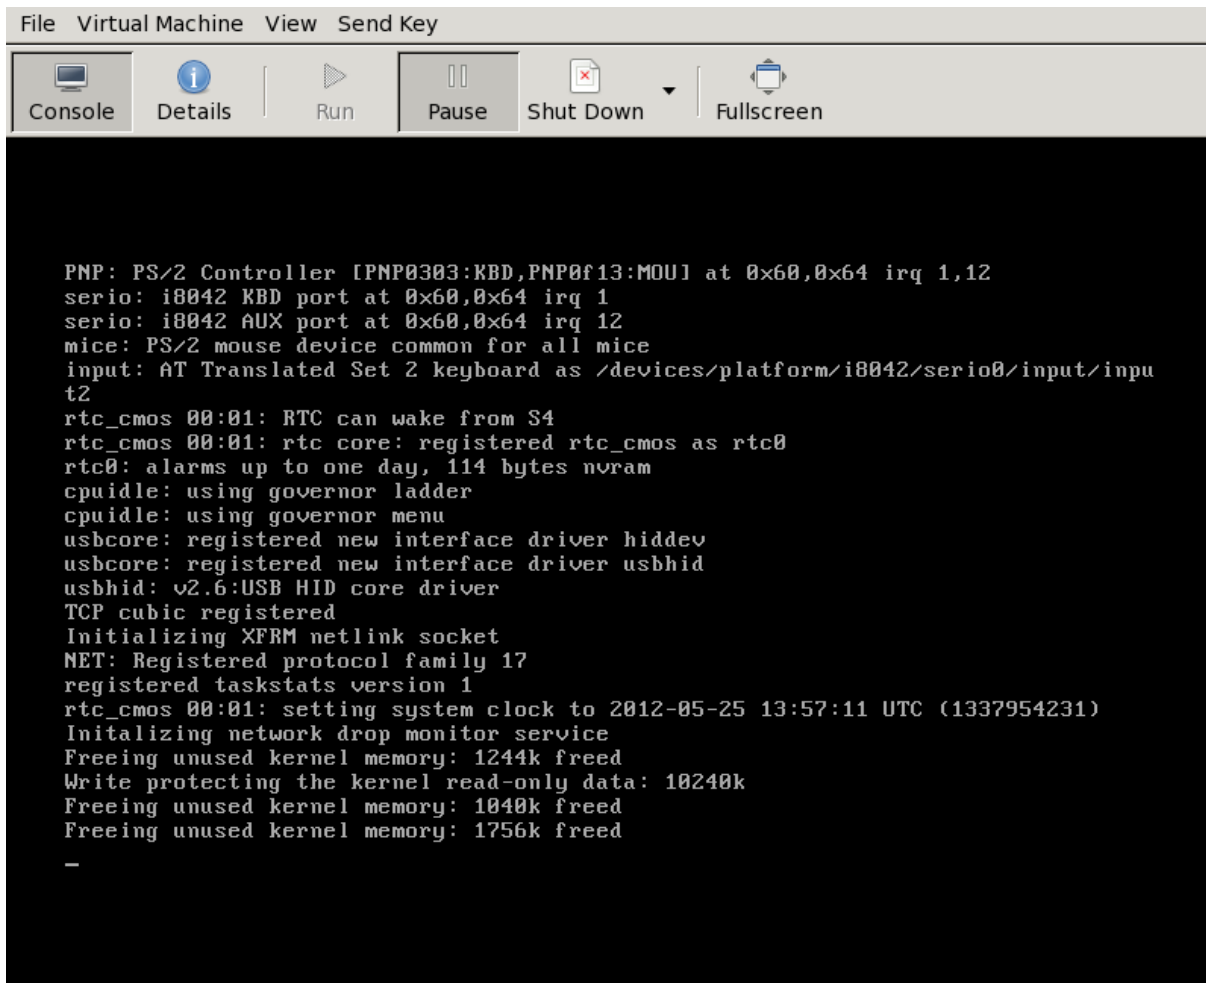 File Virtual Machine View Send Key
Console Details Run Pause Shut Down Fullscreen
PNP: PS/2 Controller [PNP0303:KBD,PNP0f13:MOU] at 0x60,0x64 irq 1,12
serio: i8042 KBD port at 0x60,0x64 irq 1
serio: i8042 AUX port at 0x60,0x64 irq 12
mice: PS/2 mouse device common for all mice
input: AT Translated Set 2 keyboard as /devices/platform/i8042/serio0/input/inpu
t2
rtc_cmos 00:01: RTC can wake from S4
rtc_cmos 00:01: rtc core: registered rtc_cmos as rtc0
rtc0: alarms up to one day, 114 bytes nvram
cpuidle: using governor ladder
cpuidle: using governor menu
usbcore: registered new interface driver hiddev
usbcore: registered new interface driver usbhid
usbhid: v2.6:USB HID core driver
TCP cubic registered
Initializing XFRM netlink socket
NET: Registered protocol family 17
registered taskstats version 1
rtc_cmos 00:01: setting system clock to 2012-05-25 13:57:11 UTC (1337954231)
Initalizing network drop monitor service
Freeing unused kernel memory: 1244k freed
Write protecting the kernel read-only data: 10240k
Freeing unused kernel memory: 1040k freed
Freeing unused kernel memory: 1756k freed